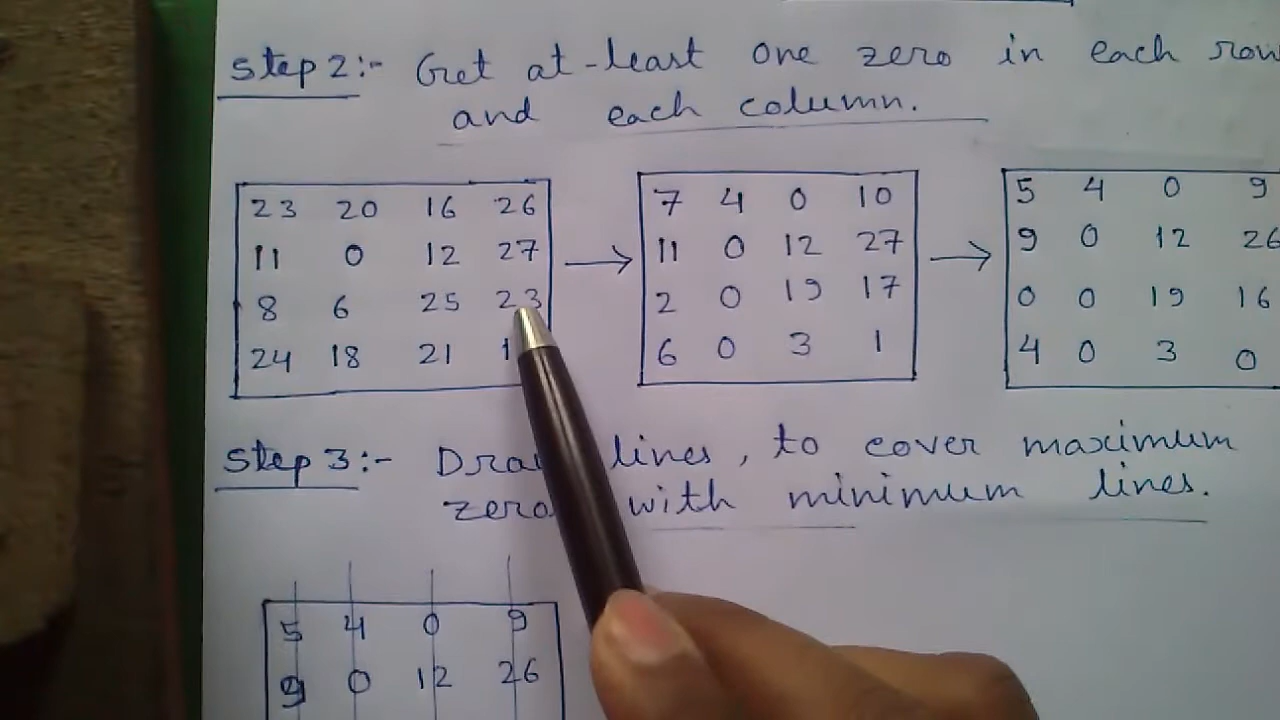 Step 2:- Get at-least one zero in each row
and each column.
23 20 16 26
11 0 12 27
8 6 25 23
24 18 21 1
7 4 0 10
11 0 12 27
2 0 19 17
6 0 3 1
5 4 0 9
9 0 12 26
0 0 19 16
4 0 3 0
Step 3:- lines, to cover maximum
with minimum lines.
5 4 0 9
9 0 12 26